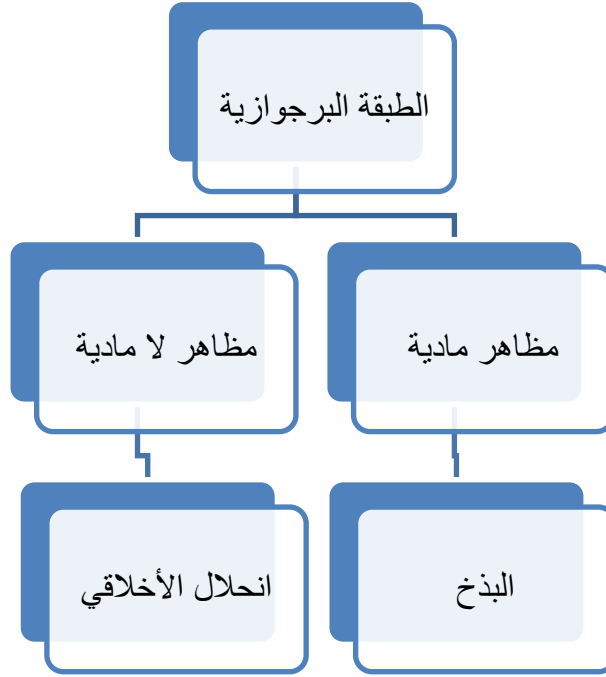 الطبقة البرجوازية
مظاهر مادية
مظاهر لا مادية
البذخ
انحلال الأخلاقي